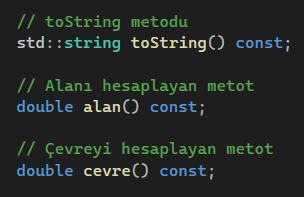 // toString metodu
std::string toString() const;
// Alanı hesaplayan metot
double alan() const;
// Çevreyi hesaplayan metot
double cevre() const;